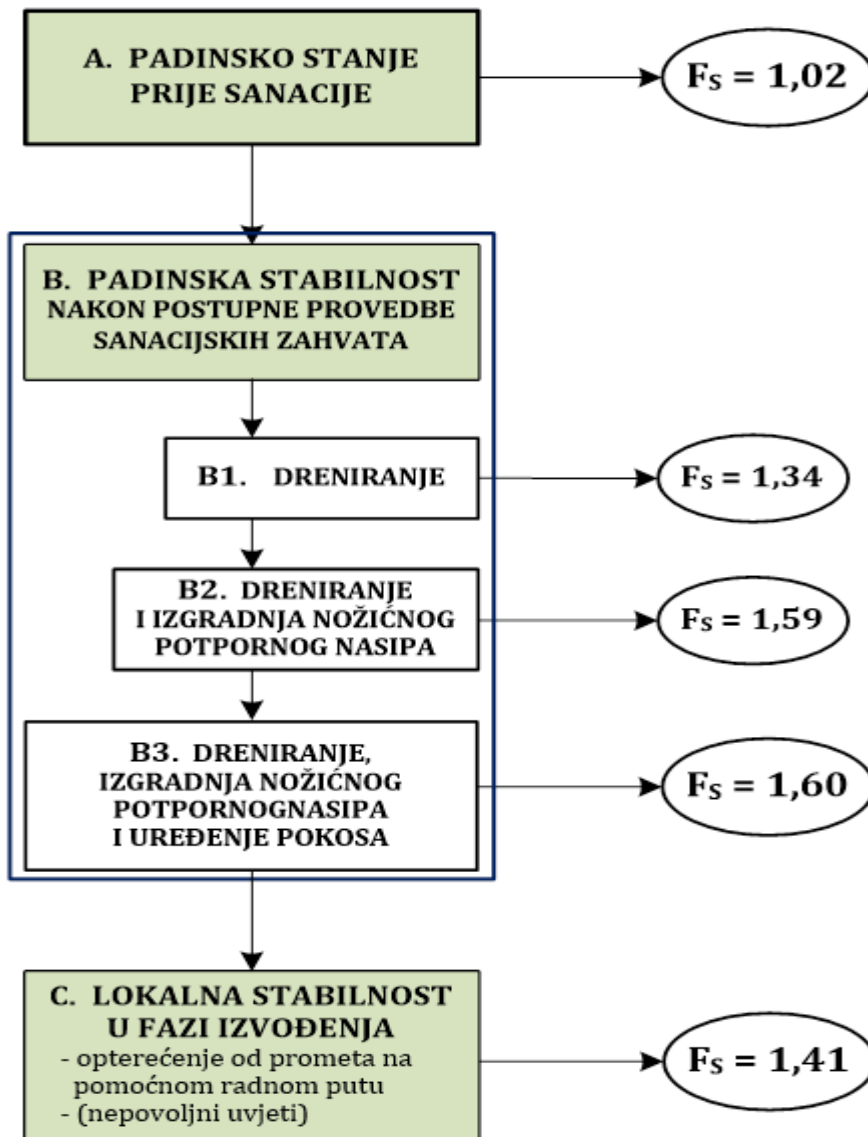 A. PADINSKO STANJE
PRIJE SANACIJE
FS = 1,02
B. PADINSKA STABILNOST
NAKON POSTUPNE PROVEDBE
SANACIJSKIH ZAHVATA
B1. DRENIRANJE
FS = 1,34
B2. DRENIRANJE
I IZGRADNJA NOŽIĆNOG
POTPORNOG NASIPA
FS = 1,59
B3. DRENIRANJE,
IZGRADNJA NOŽIĆNOG
POTPORNOGNASIPA
I UREĐENJE POKOSA
FS = 1,60
C. LOKALNA STABILNOST
U FAZI IZVOĐENJA
- opterećenje od prometa na
pomoćnom radnom putu
- (nepovoljni uvjeti)
FS = 1,41